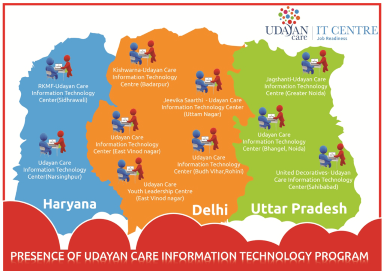 UDAYAN
care
IT CENTRE
Job Readiness
RKMF-Udayan Care
Information Technology
Center(Sidhrawali)
Udayan Care
Information Technology
Center(Narsinghpur)
Haryana
Kishwarna-Udayan Care
Information Technology
Centre (Badarpur)
Jeevika Saarthi - Udayan Care
Information Technology
Center (Uttam Nagar)
Udayan Care
Information Technology
Center (East Vinod nagar)
Udayan Care
Information Technology
Center (Budh Vihar,Rohini)
Udayan Care
Youth Leadership Centre
(East Vinod nagar)
Delhi
Jagshanti-Udayan Care
Information Technology
Centre (Greater Noida)
Udayan Care
Information Technology
Center (Bhangel, Noida)
United Decoratives- Udayan
Care Information Technology
Center(Sahibabad)
Uttar Pradesh
PRESENCE OF UDAYAN CARE INFORMATION TECHNOLOGY PROGRAM